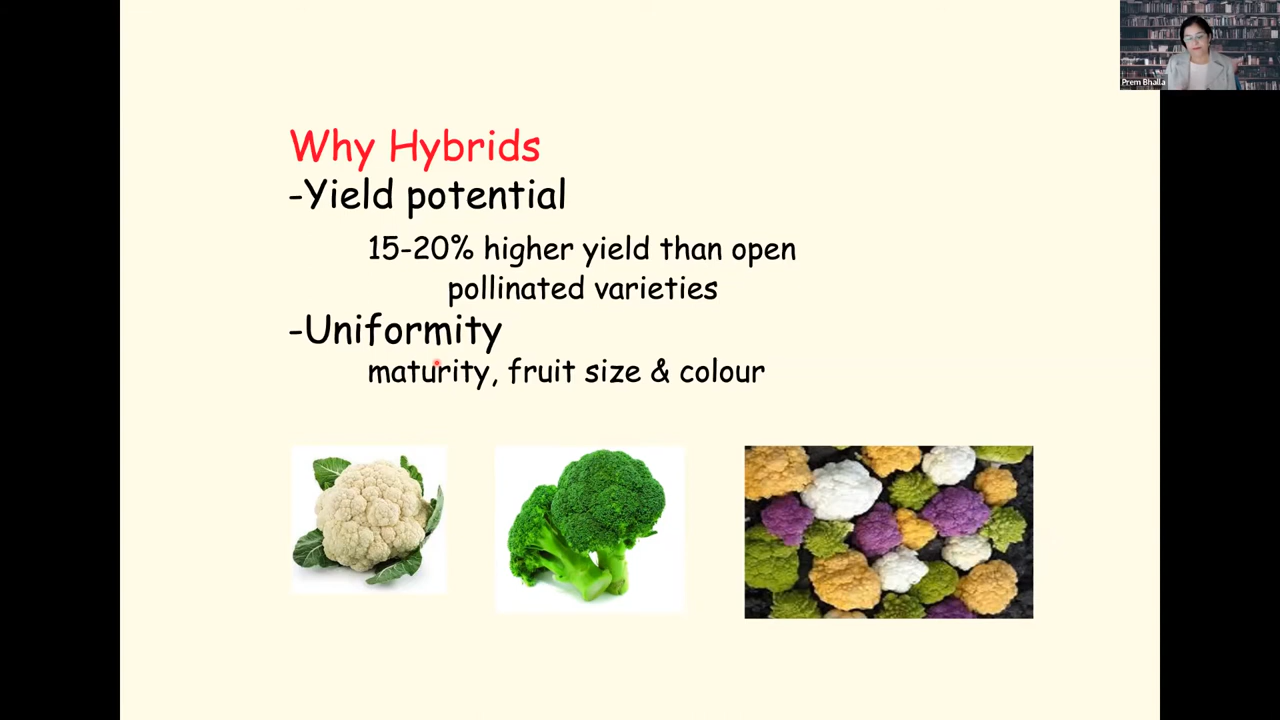 Prem Bhalla
Why Hybrids
-Yield potential
15-20% higher yield than open
pollinated varieties
-Uniformity
maturity, fruit size & colour